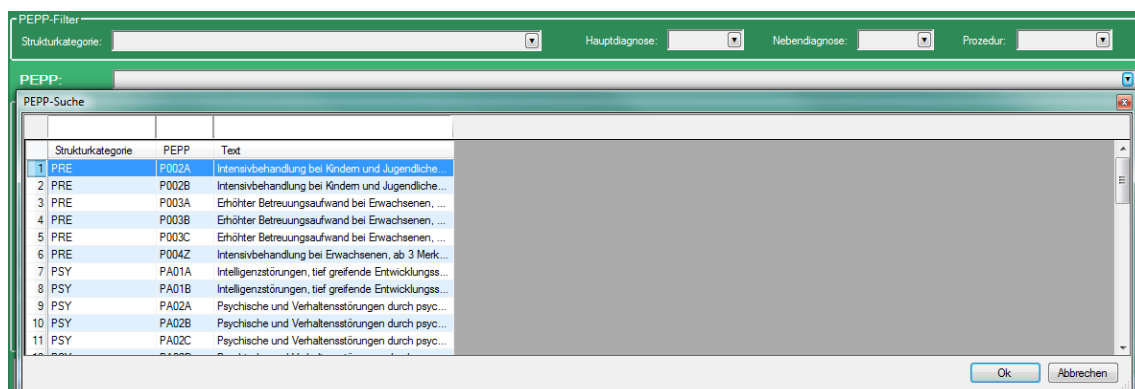 PEPP-Filter
Strukturkategorie: Hauptdiagnose: Nebendiagnose: Prozedur:
PEPP:
PEPP-Suche
Strukturkategorie PEPP Text
1 PRE P002A Intensivbehandlung bei Kindern und Jugendliche...
2 PRE P002B Intensivbehandlung bei Kindern und Jugendliche...
3 PRE P003A Erhöhter Betreuungsaufwand bei Erwachsenen, ...
4 PRE P003B Erhöhter Betreuungsaufwand bei Erwachsenen, ...
5 PRE P003C Erhöhter Betreuungsaufwand bei Erwachsenen, ...
6 PRE P004Z Intensivbehandlung bei Erwachsenen, ab 3 Merk...
7 PSY PA01A Intelligenzstörungen, tief greifende Entwicklungss...
8 PSY PA01B Intelligenzstörungen, tief greifende Entwicklungss...
9 PSY PA02A Psychische und Verhaltensstörungen durch psyc...
10 PSY PA02B Psychische und Verhaltensstörungen durch psyc...
11 PSY PA02C Psychische und Verhaltensstörungen durch psyc...
Ok Abbrechen